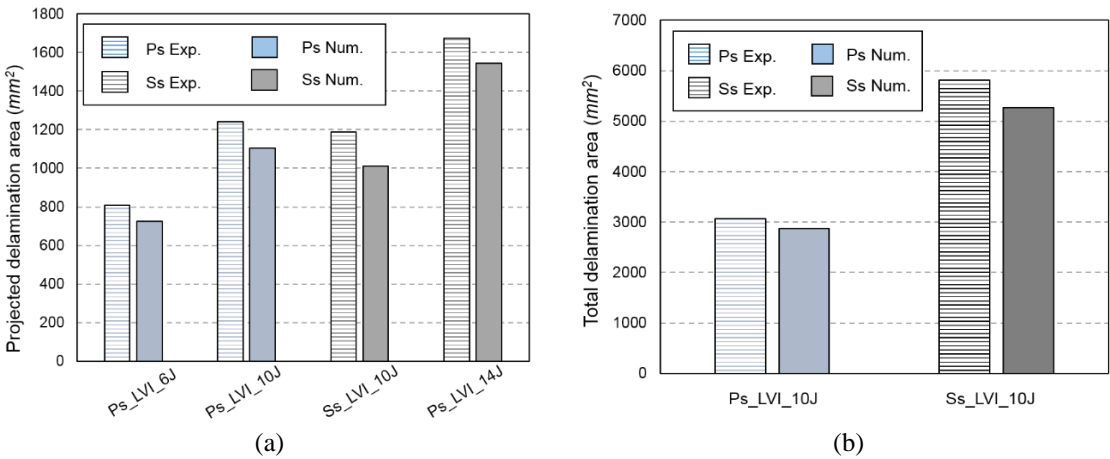 1800
1600
1400
1200
1000
800
600
400
200
0
Projected delamination area (mm²)
Ps Exp. Ps Num.
Ss Exp. Ss Num.
Ps_LVI_6J Ps_LVI_10J Ss_LVI_10J Ps_LVI_14J
(a)
7000
6000
5000
4000
3000
2000
1000
0
Total delamination area (mm²)
Ps Exp. Ps Num.
Ss Exp. Ss Num.
Ps_LVI_10J Ss_LVI_10J
(b)